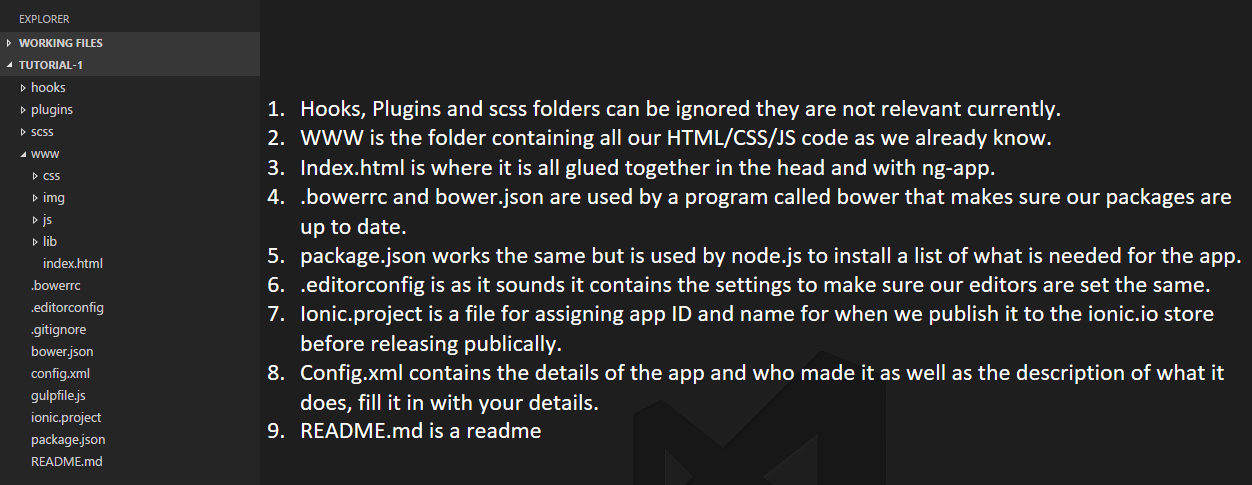 EXPLORER
WORKING FILES
TUTORIAL-1
hooks
plugins
scss
www
css
img
js
lib
index.html
.bowerrc
.editorconfig
.gitignore
bower.json
config.xml
gulpfile.js
ionic.project
package.json
README.md
1. Hooks, Plugins and scss folders can be ignored they are not relevant currently.
2. WWW is the folder containing all our HTML/CSS/JS code as we already know.
3. Index.html is where it is all glued together in the head and with ng-app.
4. .bowerrc and bower.json are used by a program called bower that makes sure our packages are
up to date.
5. package.json works the same but is used by node.js to install a list of what is needed for the app.
6. .editorconfig is as it sounds it contains the settings to make sure our editors are set the same.
7. Ionic.project is a file for assigning app ID and name for when we publish it to the ionic.io store
before releasing publically.
8. Config.xml contains the details of the app and who made it as well as the description of what it
does, fill it in with your details.
9. README.md is a readme